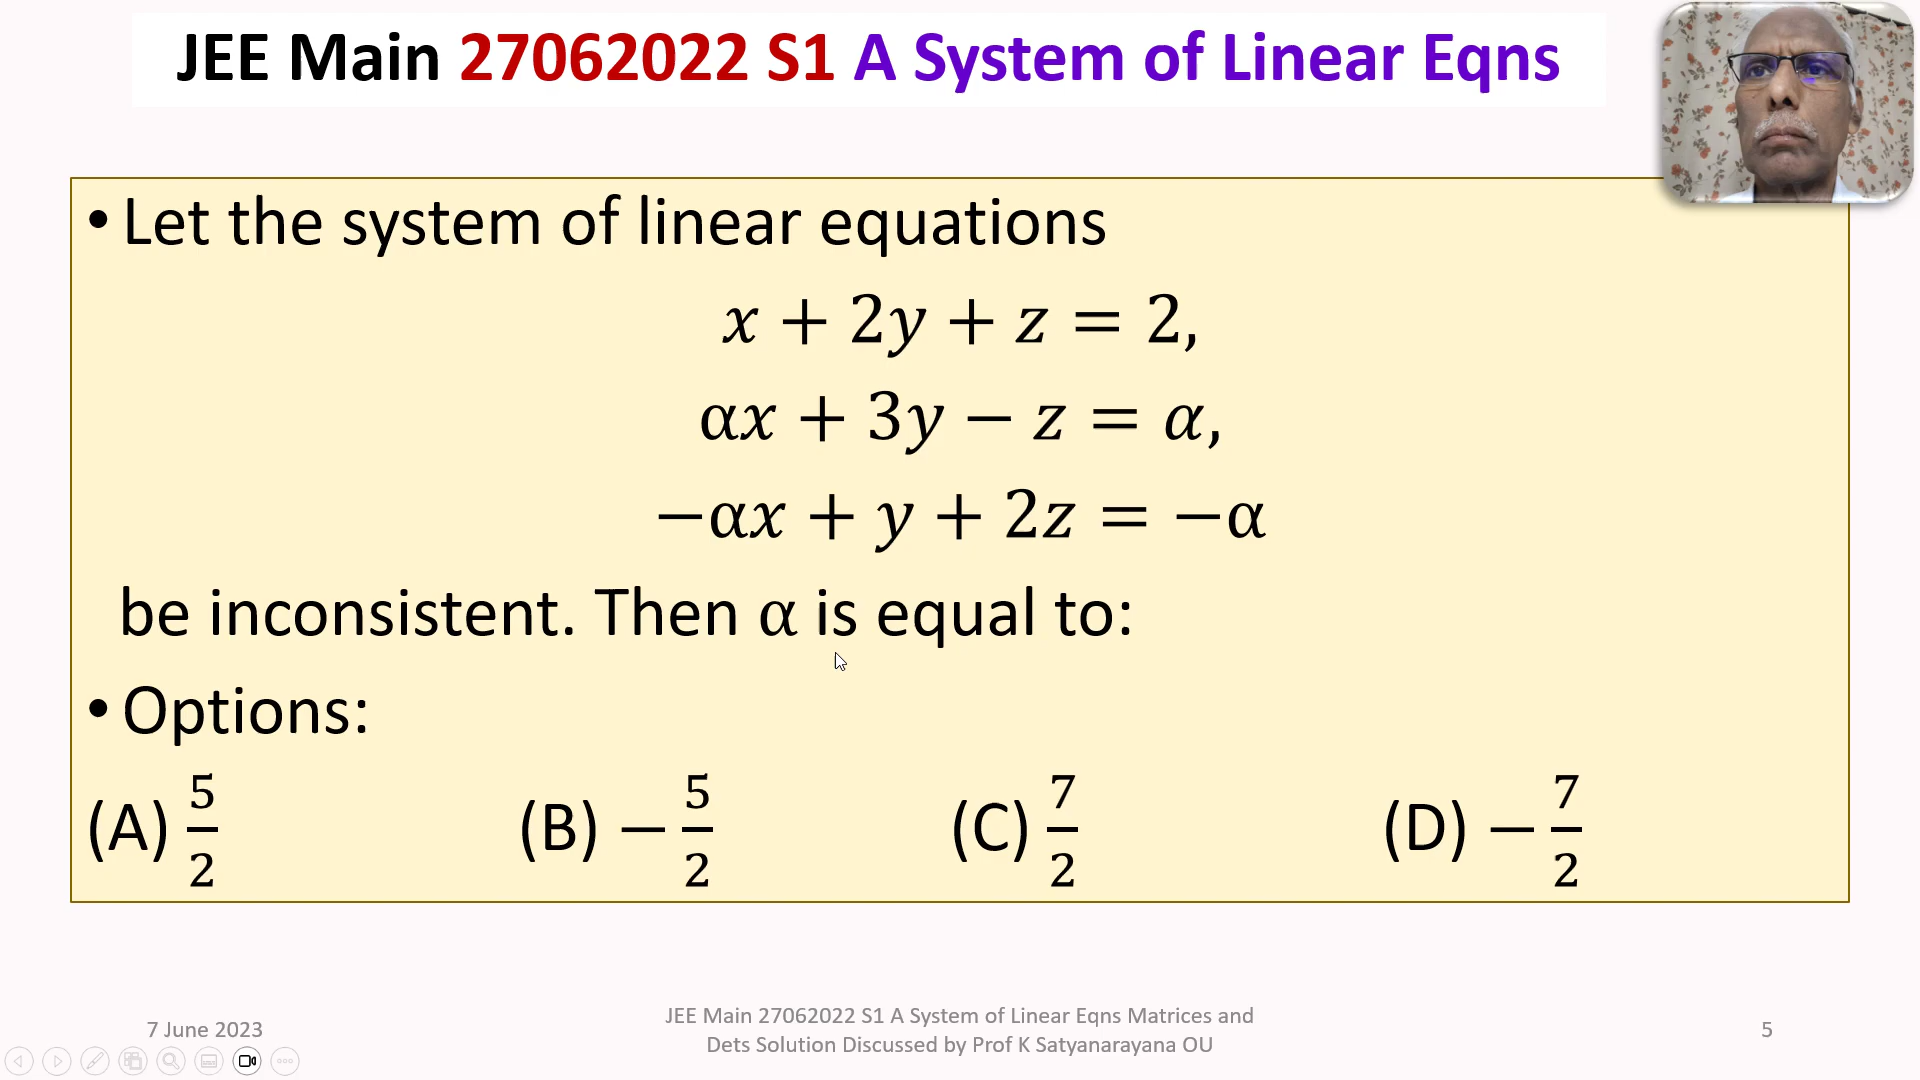 JEE Main 27062022 S1 A System of Linear Eqns
• Let the system of linear equations
x + 2y + z = 2,
αx + 3y − z = α,
−αx + y + 2z = −α
be inconsistent. Then α is equal to:
• Options:
(A) 5/2 (B) − 5/2 (C) 7/2 (D) − 7/2
7 June 2023
JEE Main 27062022 S1 A System of Linear Eqns Matrices and
Dets Solution Discussed by Prof K Satyanarayana OU
5